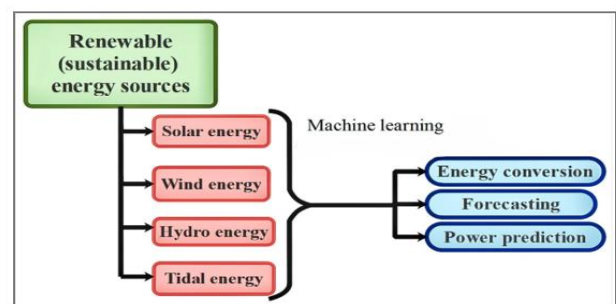 Renewable
(sustainable)
energy sources
Solar energy
Wind energy
Hydro energy
Tidal energy
Machine learning
Energy conversion
Forecasting
Power prediction